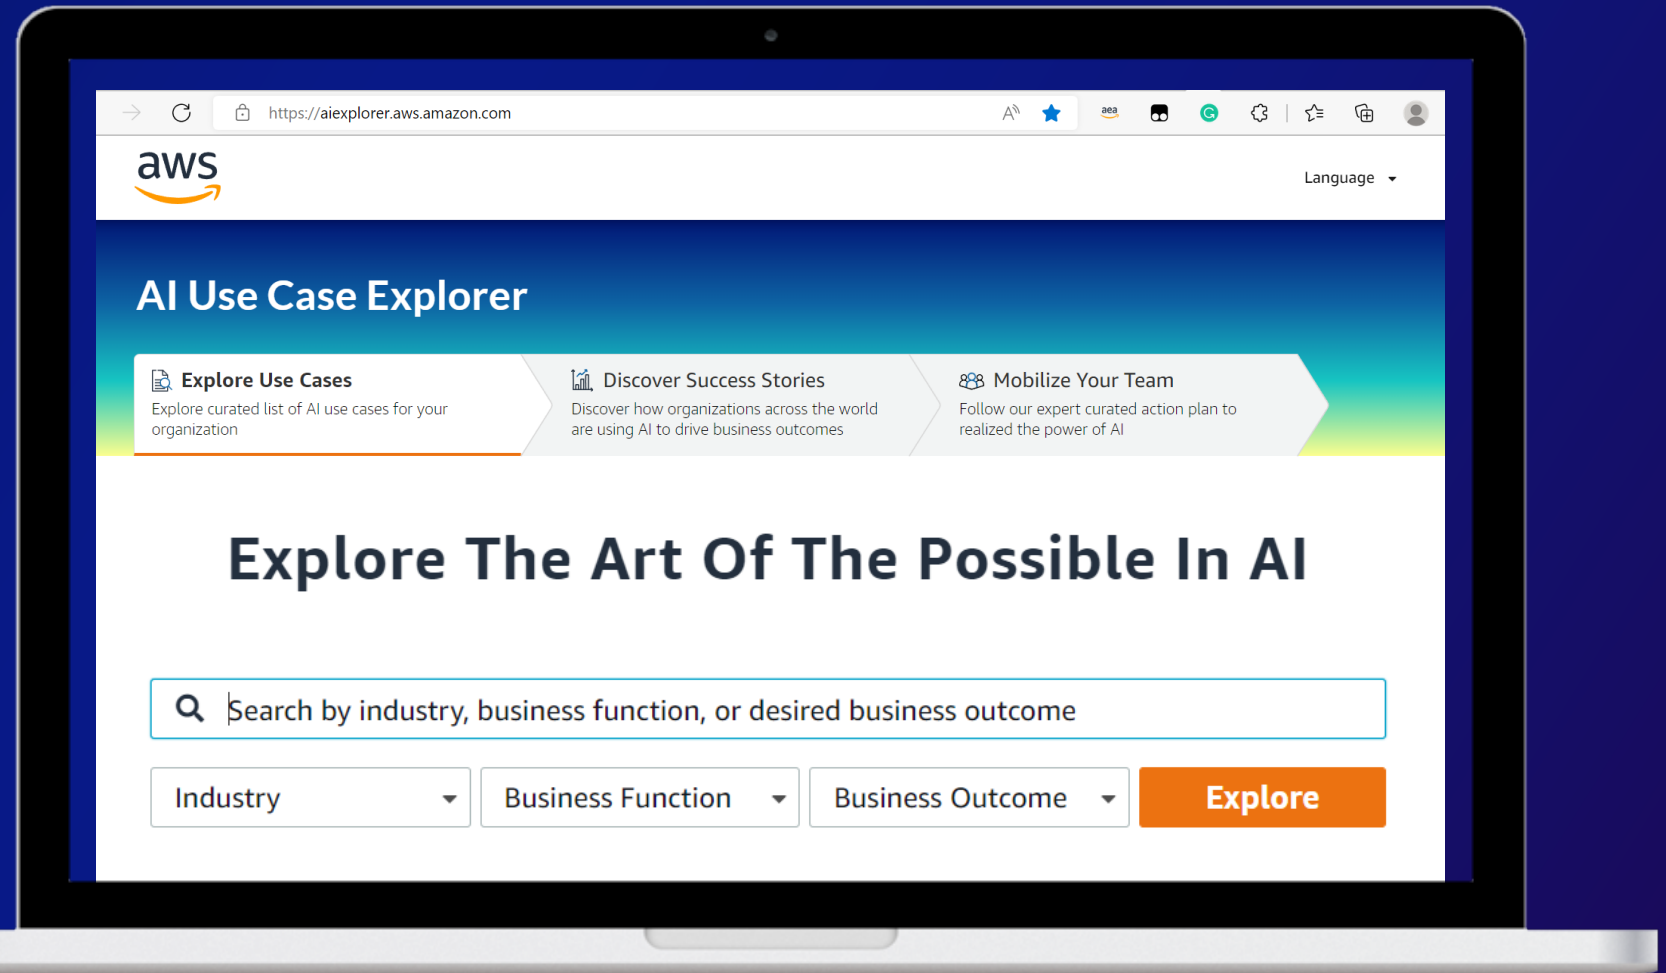 https://aiexplorer.aws.amazon.com
A
aea
G
aws
Language
AI Use Case Explorer
Explore Use Cases
Explore curated list of AI use cases for your
organization
Discover Success Stories
Discover how organizations across the world
are using AI to drive business outcomes
Mobilize Your Team
Follow our expert curated action plan to
realized the power of AI
Explore The Art Of The Possible In AI
Search by industry, business function, or desired business outcome
Industry
Business Function
Business Outcome
Explore